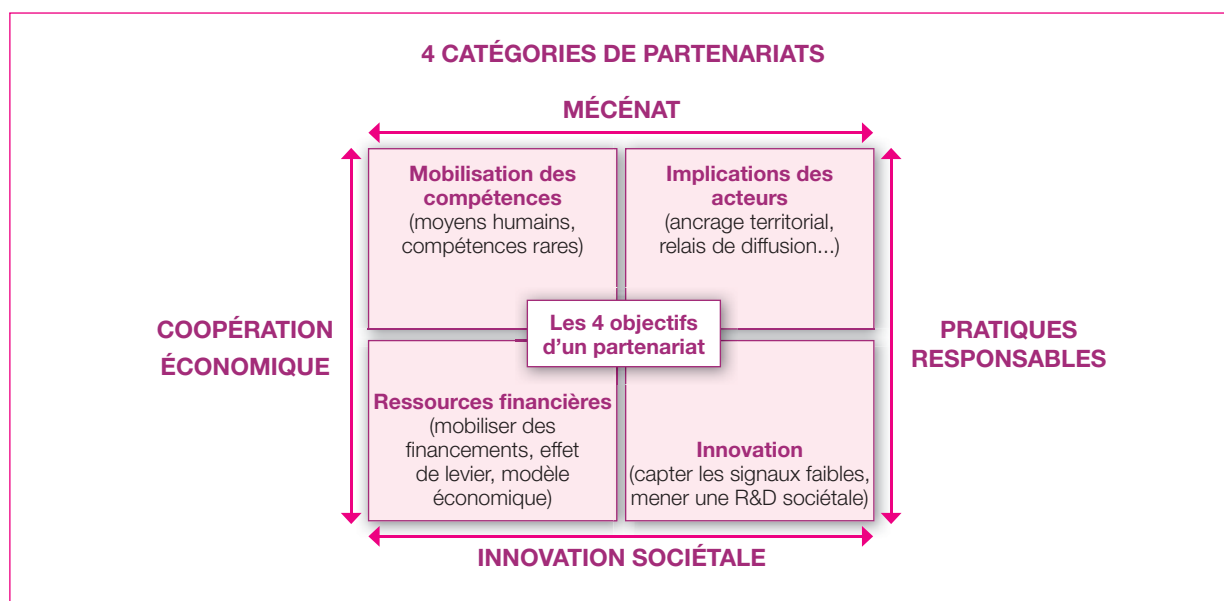 4 CATÉGORIES DE PARTENARIATS
MÉCÉNAT
Mobilisation des
compétences
(moyens humains,
compétences rares)
Implications des
acteurs
(ancrage territorial,
relais de diffusion...)
COOPÉRATION
ÉCONOMIQUE
Les 4 objectifs
d'un partenariat
PRATIQUES
RESPONSABLES
Ressources financières
(mobiliser des
financements, effet
de levier, modèle
économique)
Innovation
(capter les signaux faibles,
mener une R&D sociétale)
INNOVATION SOCIÉTALE